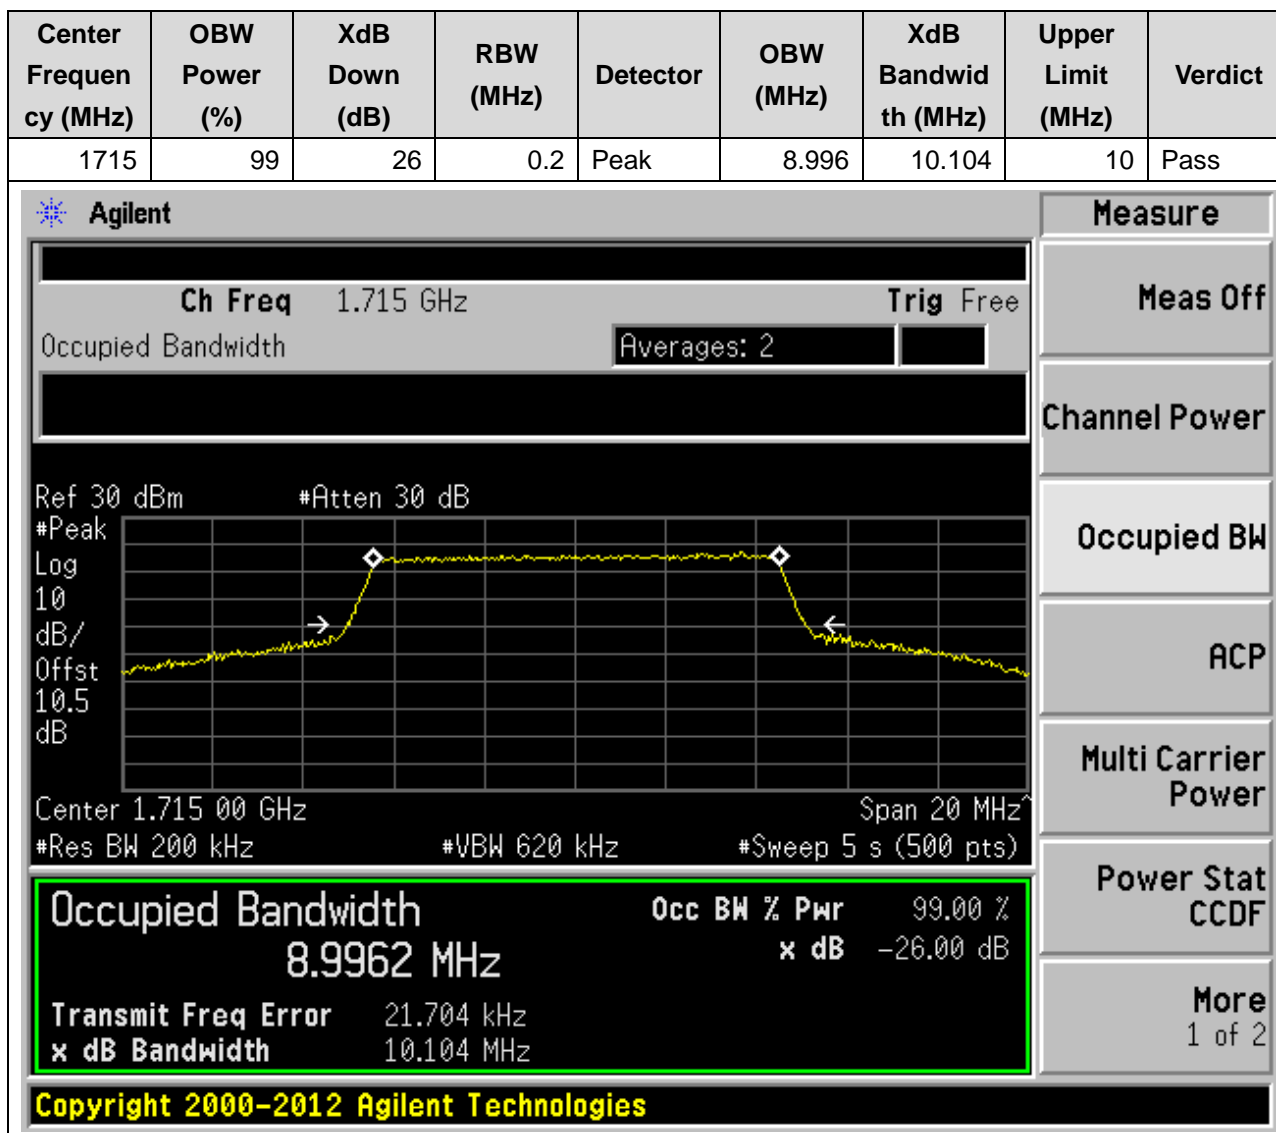 Center Frequen cy (MHz) OBW Power (%) XdB Down (dB) RBW (MHz) Detector OBW (MHz) XdB Bandwid th (MHz) Upper Limit (MHz) Verdict
1715 99 26 0.2 Peak 8.996 10.104 10 Pass
Agilent
Ch Freq 1.715 GHz Trig Free
Occupied Bandwidth Averages: 2
Ref 30 dBm #Atten 30 dB
#Peak
Log
10
dB/
Offst
10.5
dB
Center 1.715 00 GHz Span 20 MHz^
#Res BW 200 kHz #VBW 620 kHz #Sweep 5 s (500 pts)
Occupied Bandwidth Occ BW % Pwr 99.00 %
8.9962 MHz x dB -26.00 dB
Transmit Freq Error 21.704 kHz
x dB Bandwidth 10.104 MHz
Copyright 2000-2012 Agilent Technologies
Measure
Meas Off
Channel Power
Occupied BW
ACP
Multi Carrier
Power
Power Stat
CCDF
More
1 of 2